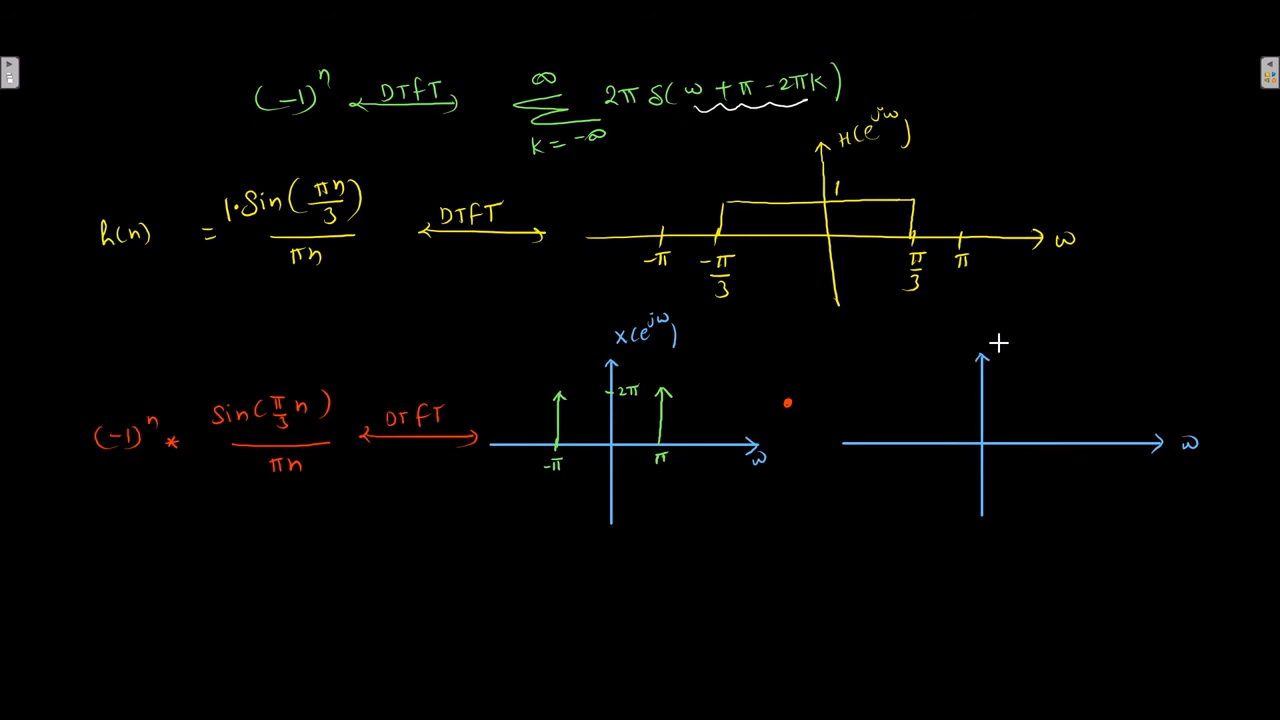 (-1)^n ⟷ DTFT ∑_{k=-∞}^{∞} 2π δ(ω + π - 2πk)
h(n) = 1·Sin(πn/3) / πn ⟷ DTFT
H(e^{jω})
1
-π -π/3 π/3 π ω
(-1)^n * Sin(π/3 n) / πn ⟷ DTFT
X(e^{jω})
2π
-π π ω
ω